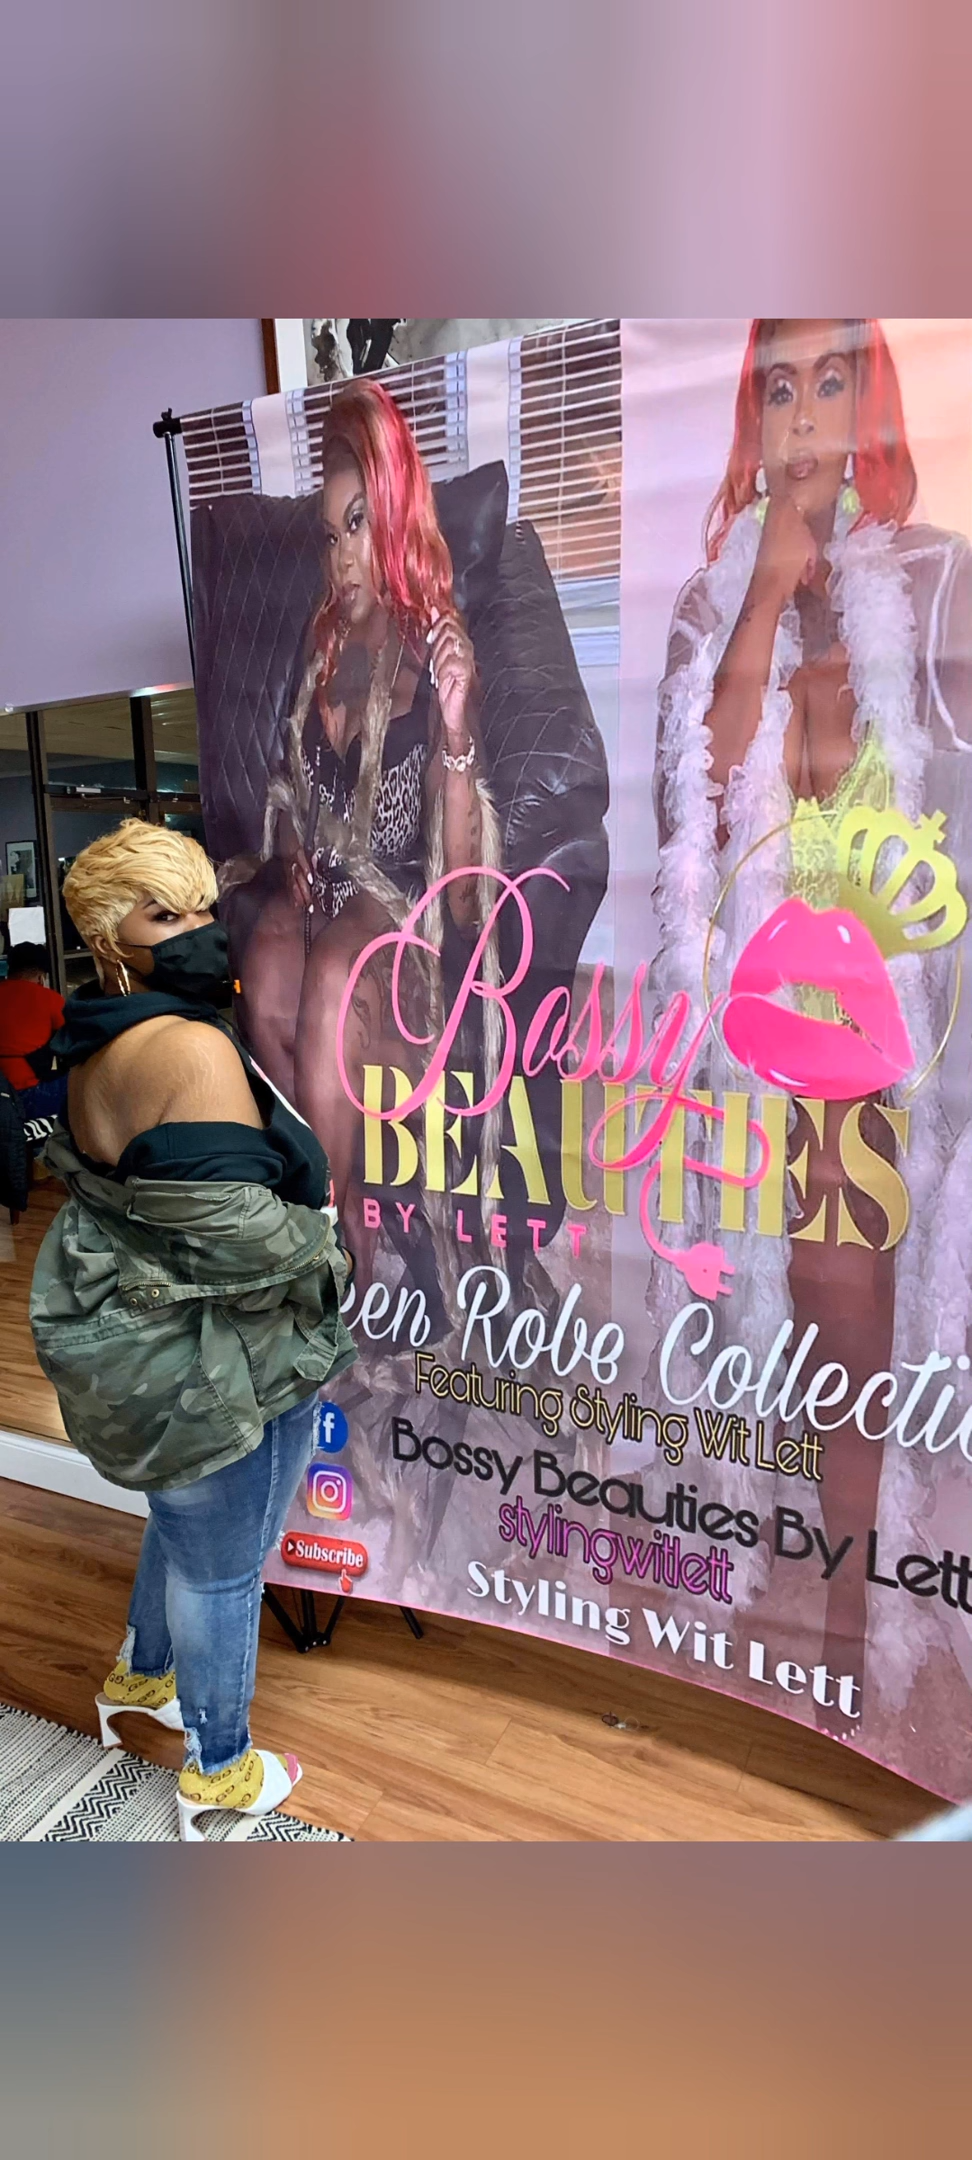 Bossy
BEAUTIES
BY LETT
een Robe Collecti
Featuring Styling Wit Lett
Bossy Beauties By Lett
stylingwitlett
Subscribe
Styling Wit Lett